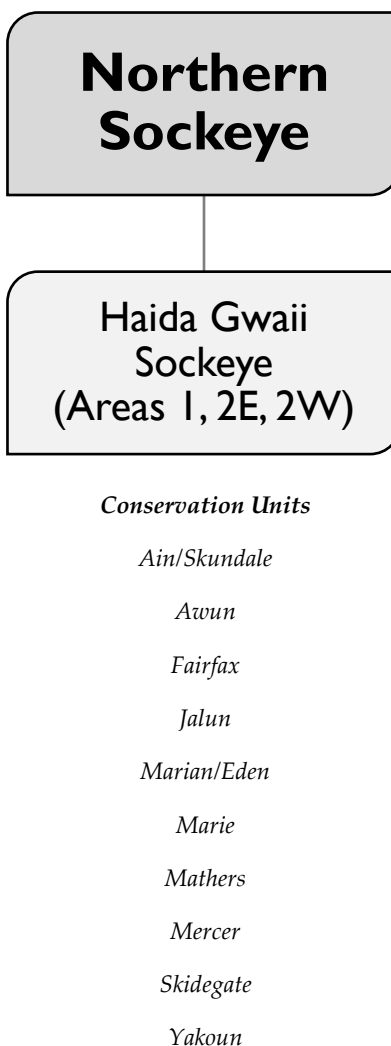 Northern
Sockeye
Haida Gwaii
Sockeye
(Areas 1, 2E, 2W)
Conservation Units
Ain/Skundale
Awun
Fairfax
Jalun
Marian/Eden
Marie
Mathers
Mercer
Skidegate
Yakoun